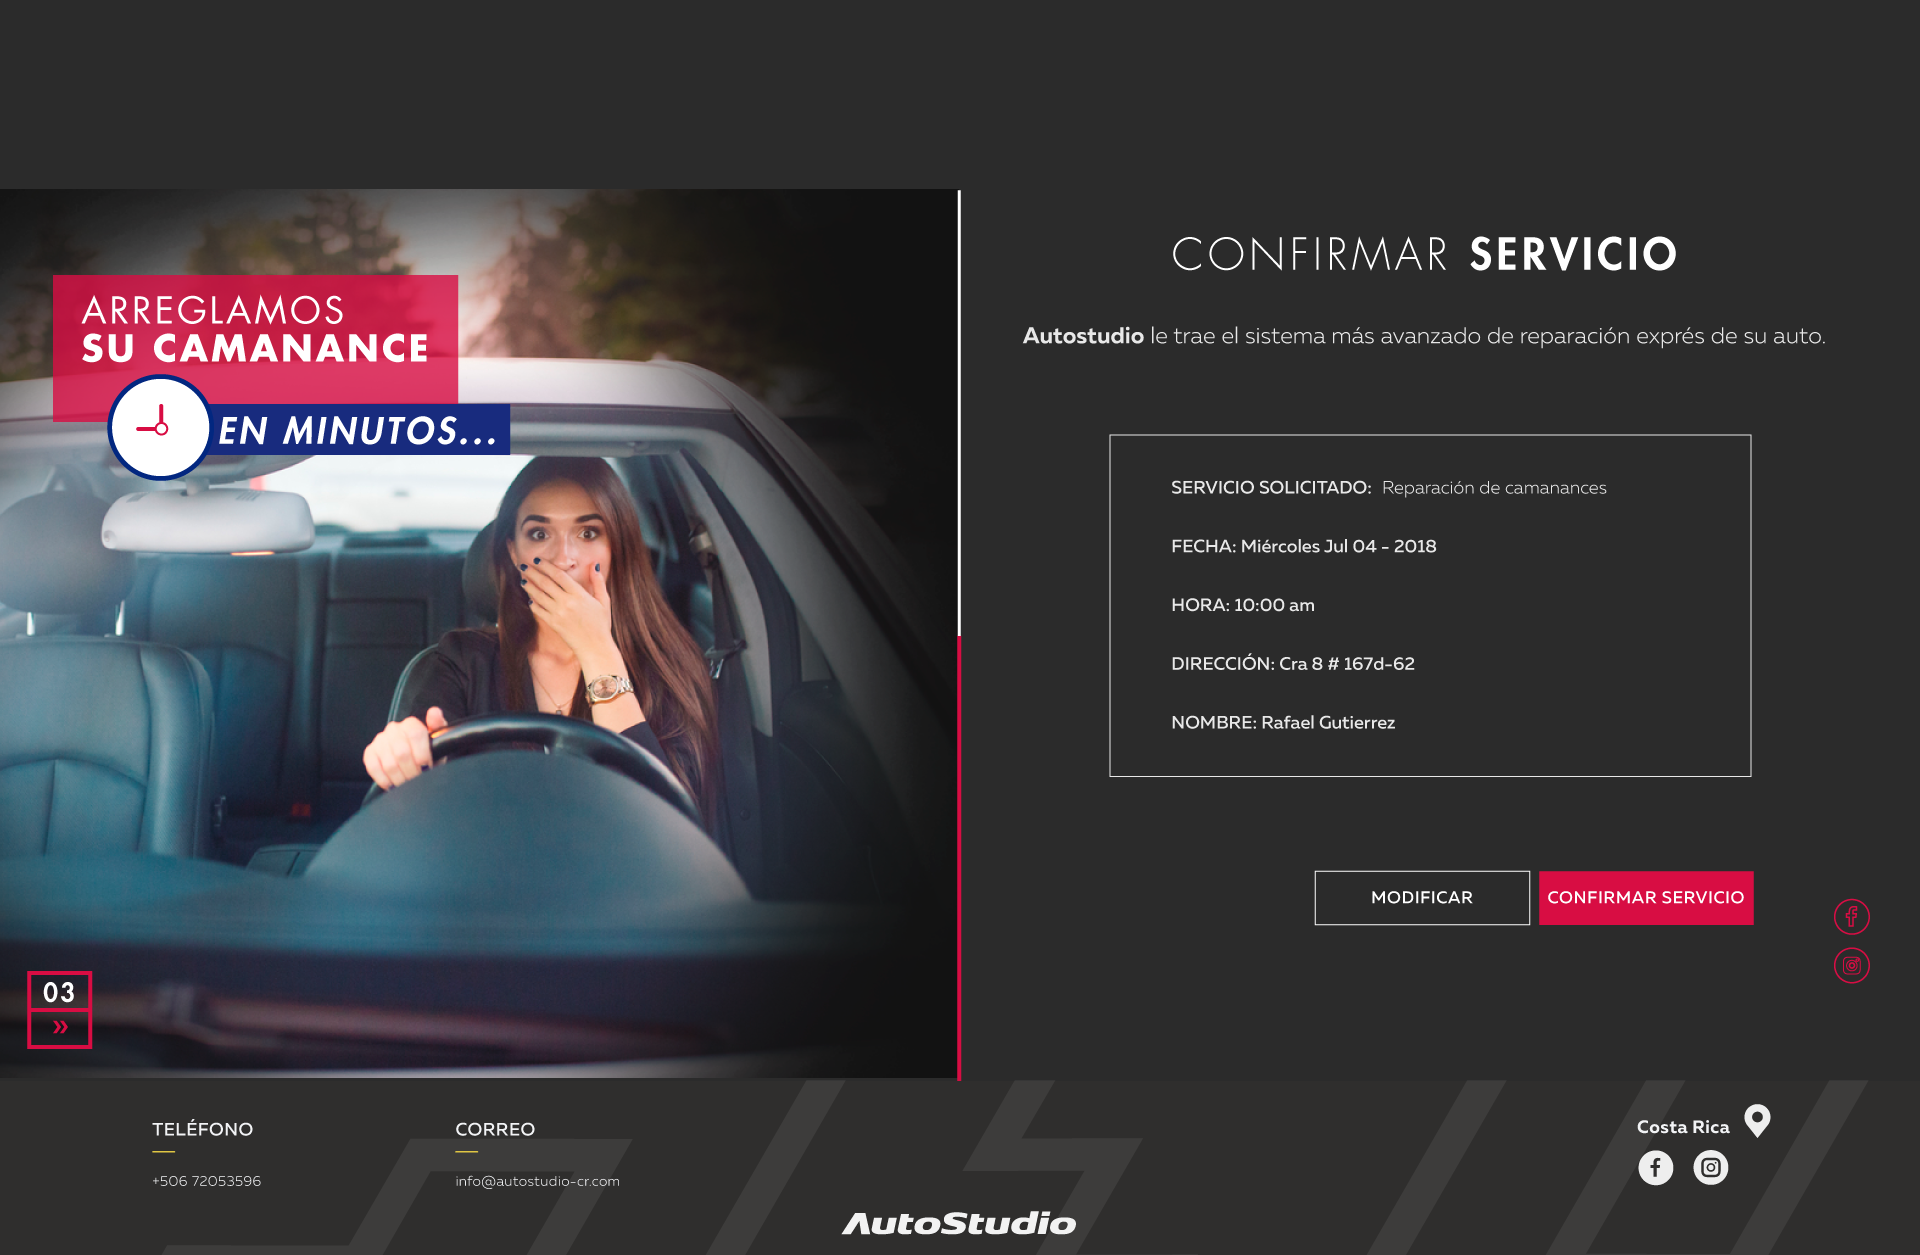 ARREGLAMOS
SU CAMANANCE
EN MINUTOS...
03
»
CONFIRMAR SERVICIO
Autostudio le trae el sistema más avanzado de reparación exprés de su auto.
SERVICIO SOLICITADO: Reparación de camanances
FECHA: Miércoles Jul 04 - 2018
HORA: 10:00 am
DIRECCIÓN: Cra 8 # 167d-62
NOMBRE: Rafael Gutierrez
MODIFICAR
CONFIRMAR SERVICIO
TELÉFONO
+506 72053596
CORREO
info@autostudio-cr.com
AutoStudio
Costa Rica